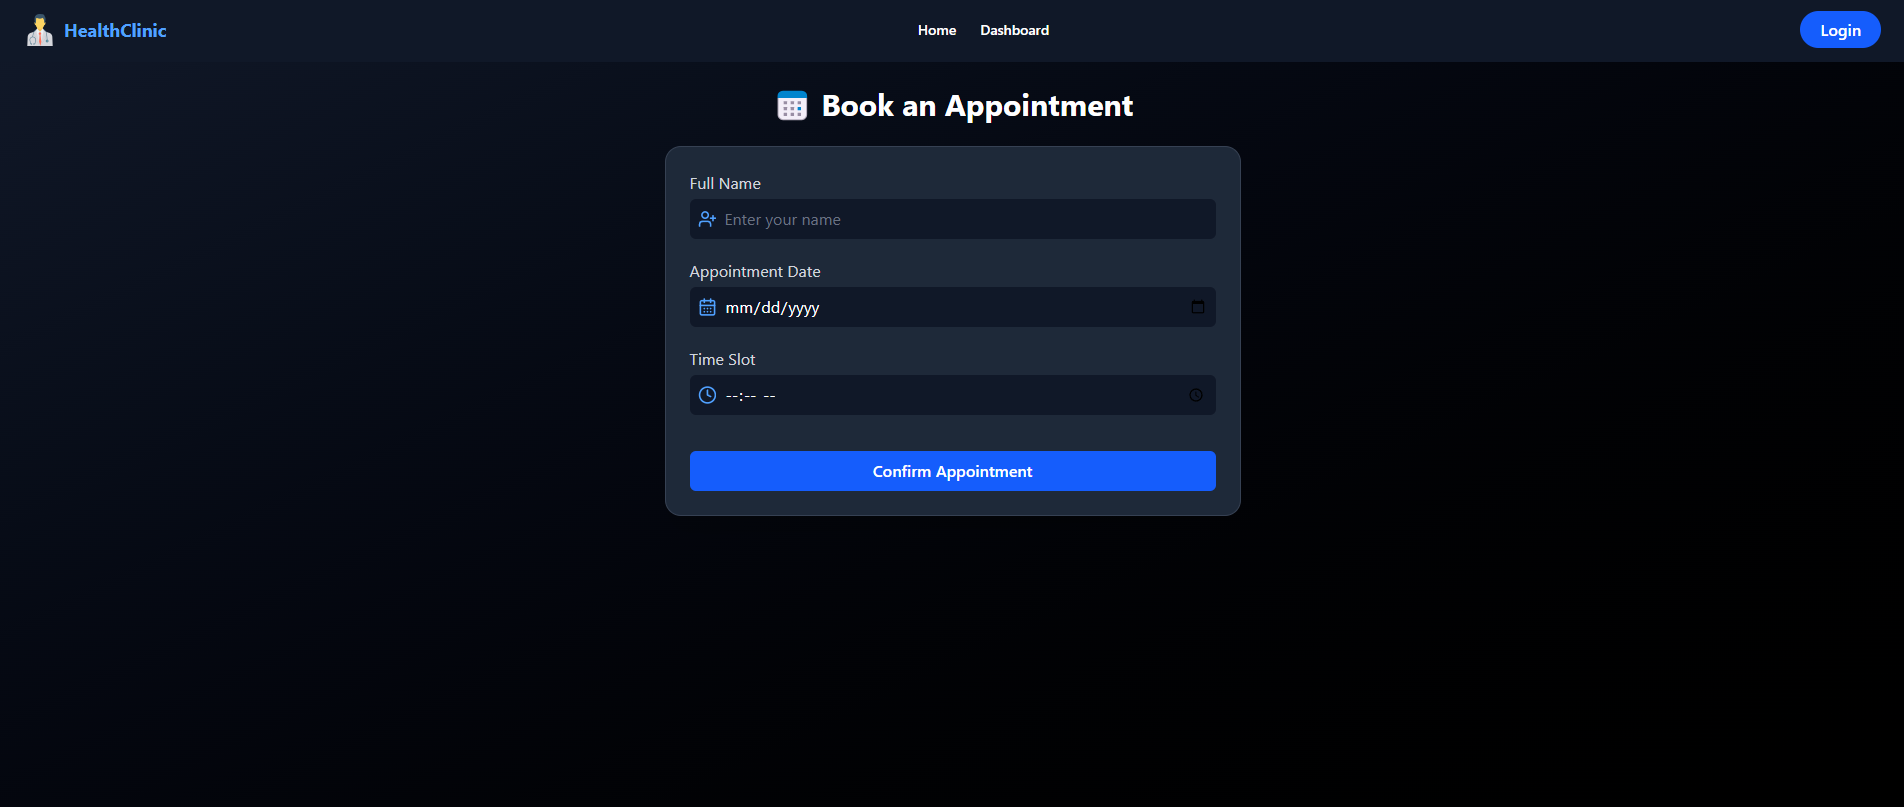 HealthClinic
Home
Dashboard
Login
Book an Appointment
Full Name
Enter your name
Appointment Date
mm/dd/yyyy
Time Slot
--:-- --
Confirm Appointment